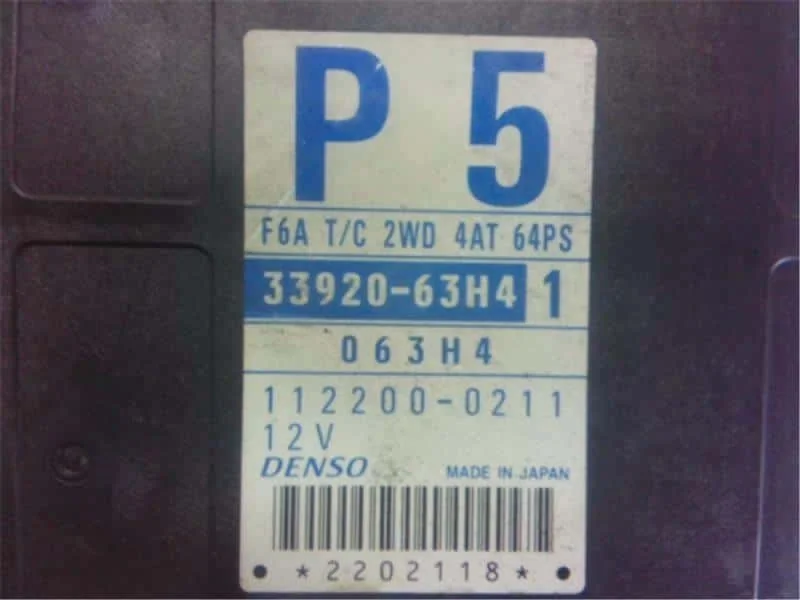 P 5
F6A T/C 2WD 4AT 64PS
33920-63H4 1
063H4
112200-0211
12V
DENSO MADE IN JAPAN
*2202118*